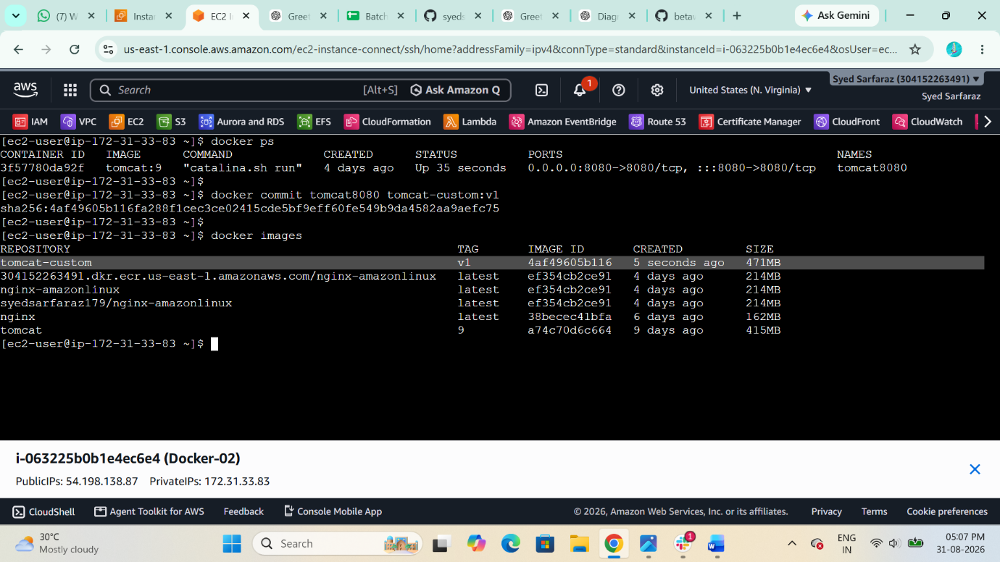 (7) W
Instar
EC2 I
Greet
Batch
syeds
Greet
Diagr
betaw
Ask Gemini
us-east-1.console.aws.amazon.com/ec2-instance-connect/ssh/home?addressFamily=ipv4&connType=standard&instanceId=i-063225b0b1e4ec6e4&osUser=ec...
aws
Search
[Alt+S]
Ask Amazon Q
1
United States (N. Virginia) ▼
Syed Sarfaraz (304152263491) ▼
Syed Sarfaraz
IAM VPC EC2 S3 Aurora and RDS EFS CloudFormation Lambda Amazon EventBridge Route 53 Certificate Manager CloudFront CloudWatch
[ec2-user@ip-172-31-33-83 ~]$ docker ps
CONTAINER ID IMAGE COMMAND CREATED STATUS PORTS NAMES
3f57780da92f tomcat:9 "catalina.sh run" 4 days ago Up 35 seconds 0.0.0.0:8080->8080/tcp, :::8080->8080/tcp tomcat8080
[ec2-user@ip-172-31-33-83 ~]$
[ec2-user@ip-172-31-33-83 ~]$ docker commit tomcat8080 tomcat-custom:v1
sha256:4af49605b116fa288f1cec3ce02415cde5bf9eff60fe549b9da4582aa9aefc75
[ec2-user@ip-172-31-33-83 ~]$
[ec2-user@ip-172-31-33-83 ~]$ docker images
REPOSITORY TAG IMAGE ID CREATED SIZE
tomcat-custom v1 4af49605b116 5 seconds ago 471MB
304152263491.dkr.ecr.us-east-1.amazonaws.com/nginx-amazonlinux latest ef354cb2ce91 4 days ago 214MB
nginx-amazonlinux latest ef354cb2ce91 4 days ago 214MB
syedsarfaraz179/nginx-amazonlinux latest ef354cb2ce91 4 days ago 214MB
nginx latest 38becec41bfa 6 days ago 162MB
tomcat 9 a74c70d6c664 9 days ago 415MB
[ec2-user@ip-172-31-33-83 ~]$
i-063225b0b1e4ec6e4 (Docker-02)
PublicIPs: 54.198.138.87 PrivateIPs: 172.31.33.83
CloudShell Agent Toolkit for AWS Feedback Console Mobile App © 2026, Amazon Web Services, Inc. or its affiliates. Privacy Terms Cookie preferences
30°C
Mostly cloudy
Search
1
ENG
IN
05:07 PM
31-08-2026